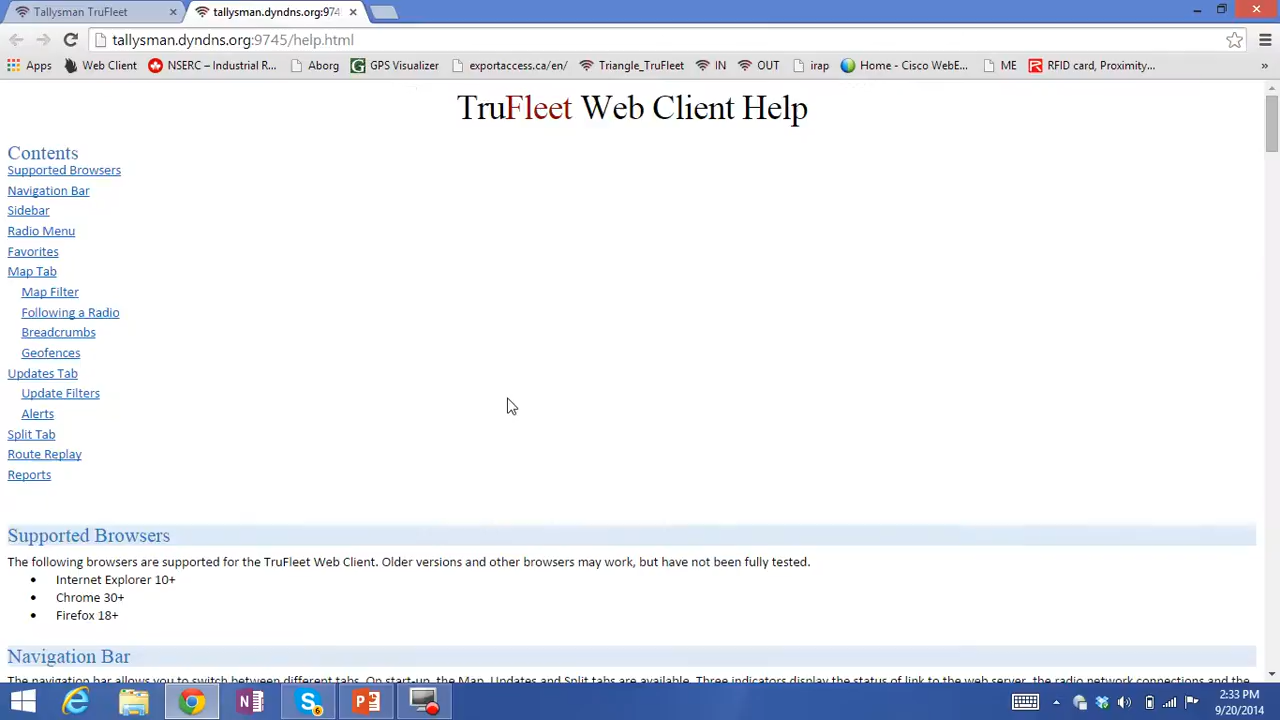 Tallysman TruFleet
tallysman.dyndns.org:974
tallysman.dyndns.org:9745/help.html
Apps Web Client NSERC – Industrial R... Aborg GPS Visualizer exportaccess.ca/en/ Triangle_TruFleet IN OUT irap Home - Cisco WebE... ME RFID card, Proximity... »
TruFleet Web Client Help
Contents
Supported Browsers
Navigation Bar
Sidebar
Radio Menu
Favorites
Map Tab
Map Filter
Following a Radio
Breadcrumbs
Geofences
Updates Tab
Update Filters
Alerts
Split Tab
Route Replay
Reports
Supported Browsers
The following browsers are supported for the TruFleet Web Client. Older versions and other browsers may work, but have not been fully tested.
• Internet Explorer 10+
• Chrome 30+
• Firefox 18+
Navigation Bar
The navigation bar allows you to switch between different tabs. On start-up, the Map, Updates and Split tabs are available. Three indicators display the status of link to the web server, the radio network connections and the
2:33 PM
9/20/2014